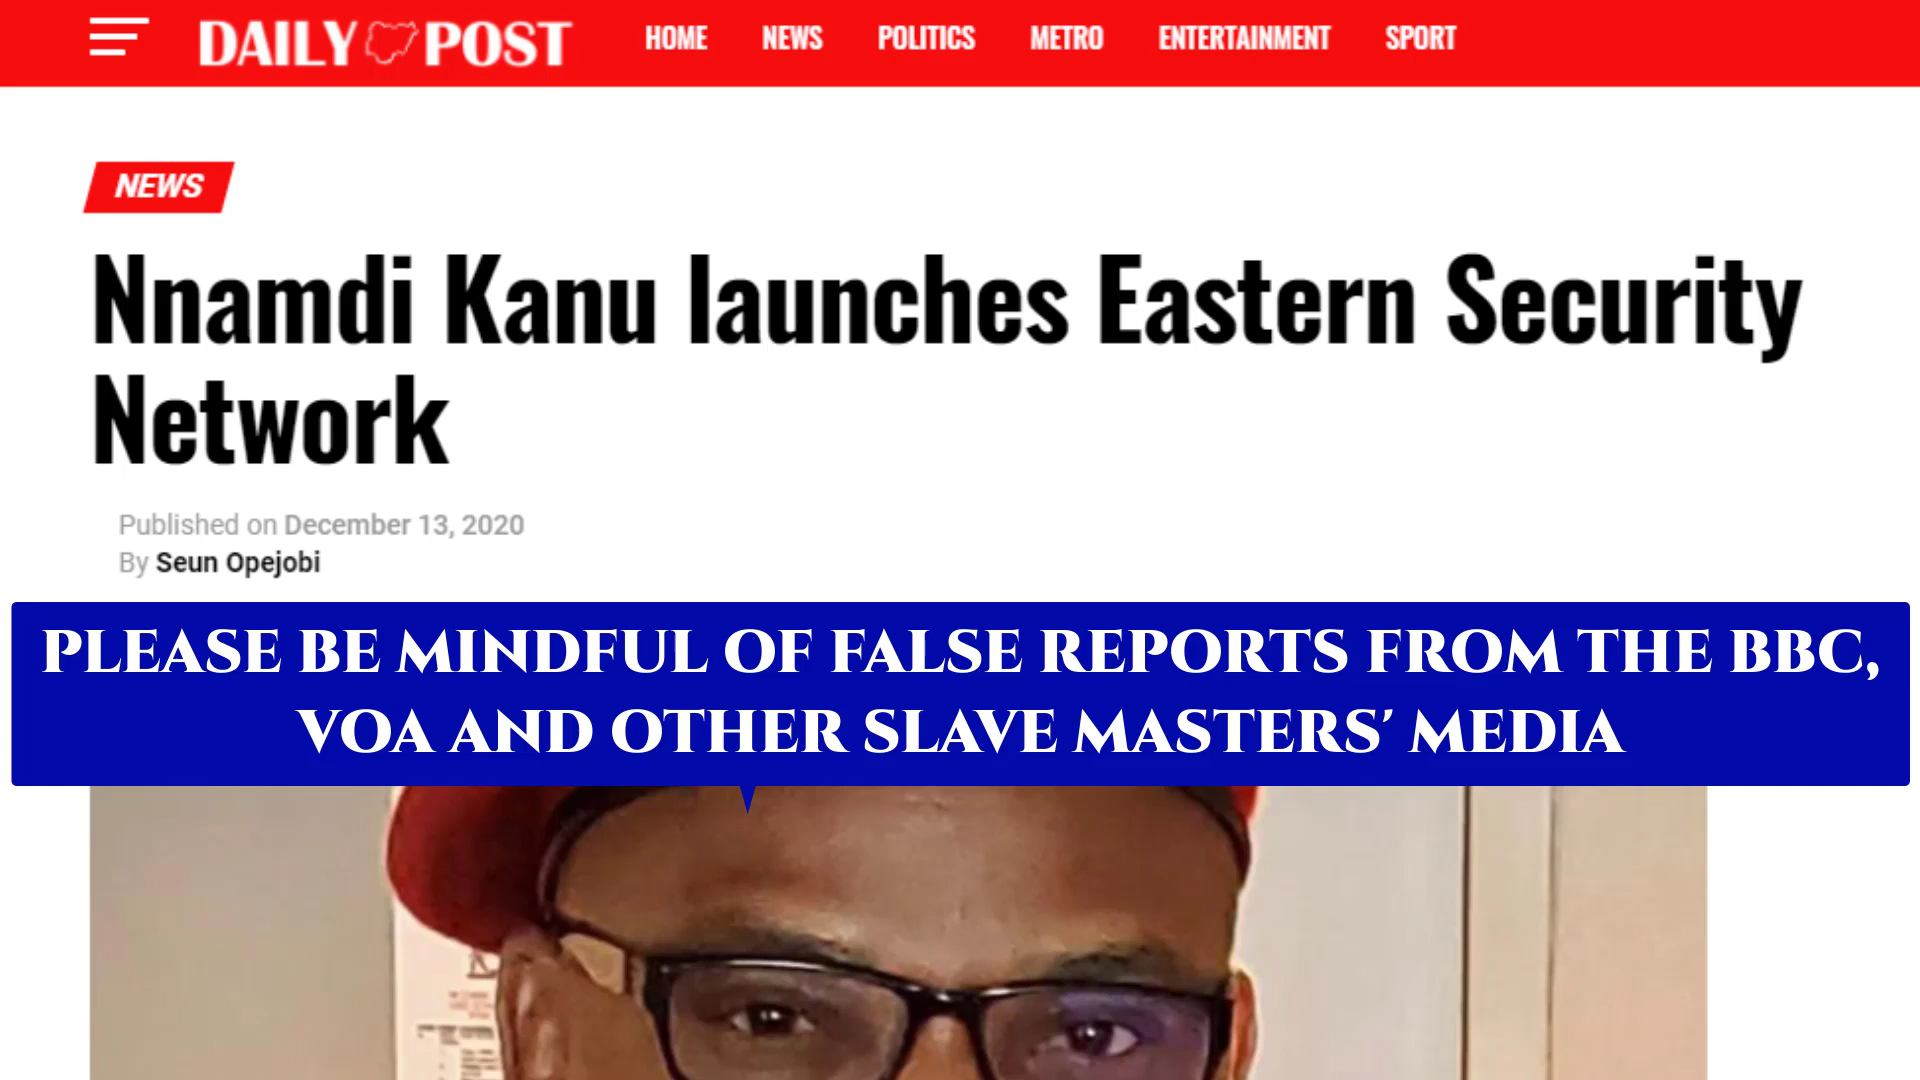 DAILY POST
HOME NEWS POLITICS METRO ENTERTAINMENT SPORT
NEWS
Nnamdi Kanu launches Eastern Security
Network
Published on December 13, 2020
By Seun Opejobi
PLEASE BE MINDFUL OF FALSE REPORTS FROM THE BBC,
VOA AND OTHER SLAVE MASTERS' MEDIA